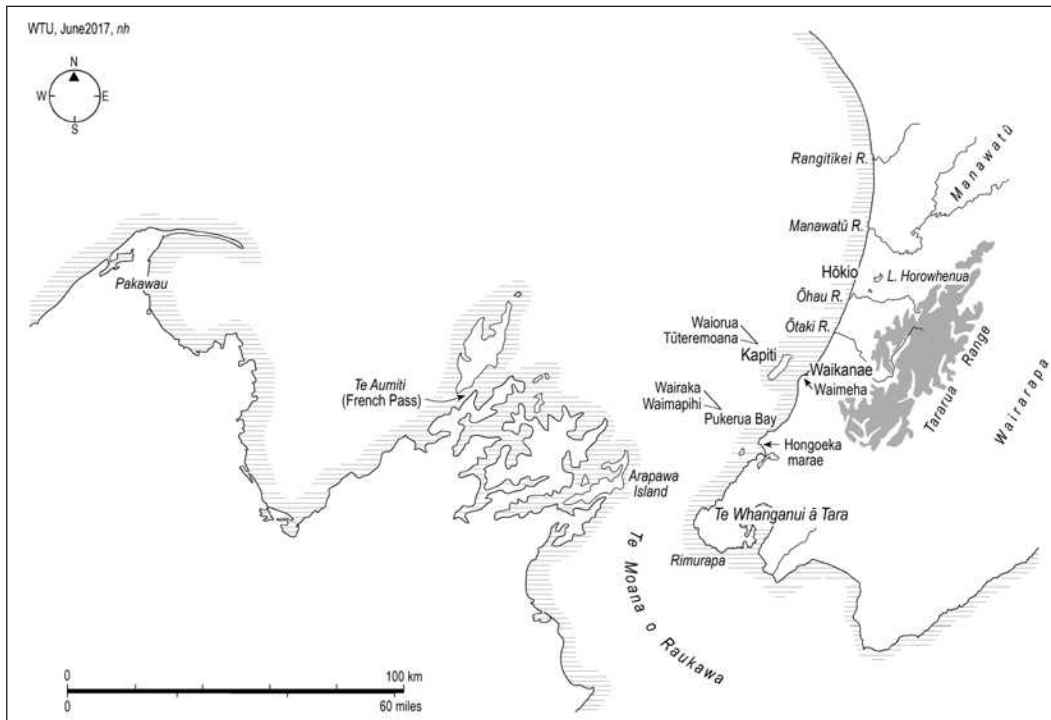 WTU, June2017, nh
N
W
E
S
Rangitīkei R.
Manawatū
Manawatū R.
Hōkio
L. Horowhenua
Pakawau
Ōhau R.
Waiorua
Tūteremoana
Ōtaki R.
Kapiti
Tararua Range
Wairarapa
Waikanae
Waimeha
Te Aumiti
(French Pass)
Wairaka
Waimapihi
Pukerua Bay
Hongoeka
marae
Arapawa
Island
Te Whanganui ā Tara
Rimurapa
Te Moana o Raukawa
0
100 km
0
60 miles